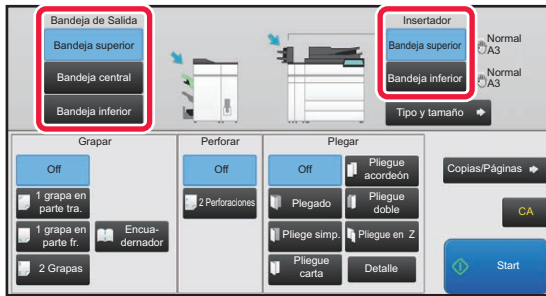 Bandeja de Salida
Bandeja superior
Bandeja central
Bandeja inferior
Insertador
Bandeja superior
Normal
A3
Bandeja inferior
Normal
A3
Tipo y tamaño
Grapar
Off
1 grapa en
parte tra.
1 grapa en
parte fr.
Encua-
dernador
2 Grapas
Perforar
Off
2 Perforaciones
Plegar
Off
Pliegue
acordeón
Plegado
Pliegue
doble
Pliege simp.
Pliegue en Z
Pliegue
carta
Detalle
Copias/Páginas
CA
Start